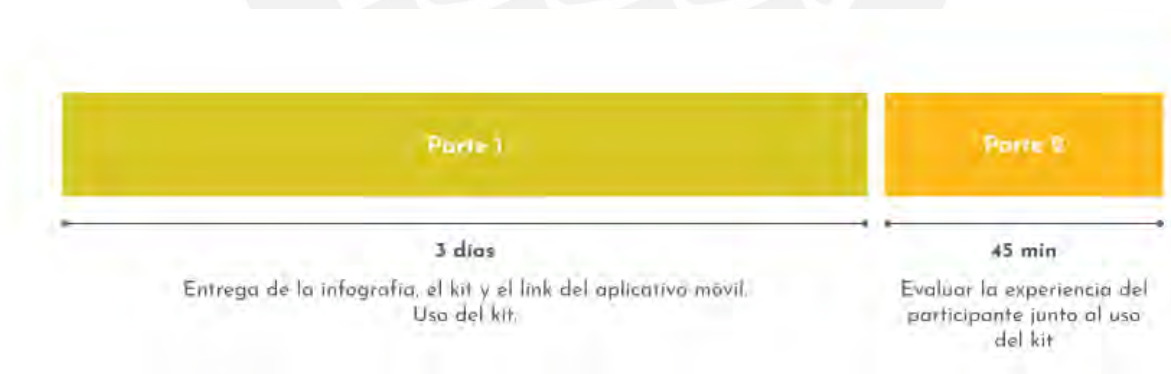 Parte 1
Parte 2
3 días
45 min
Entrega de la infografía, el kit y el link del aplicativo móvil.
Uso del kit.
Evaluar la experiencia del
participante junto al uso
del kit